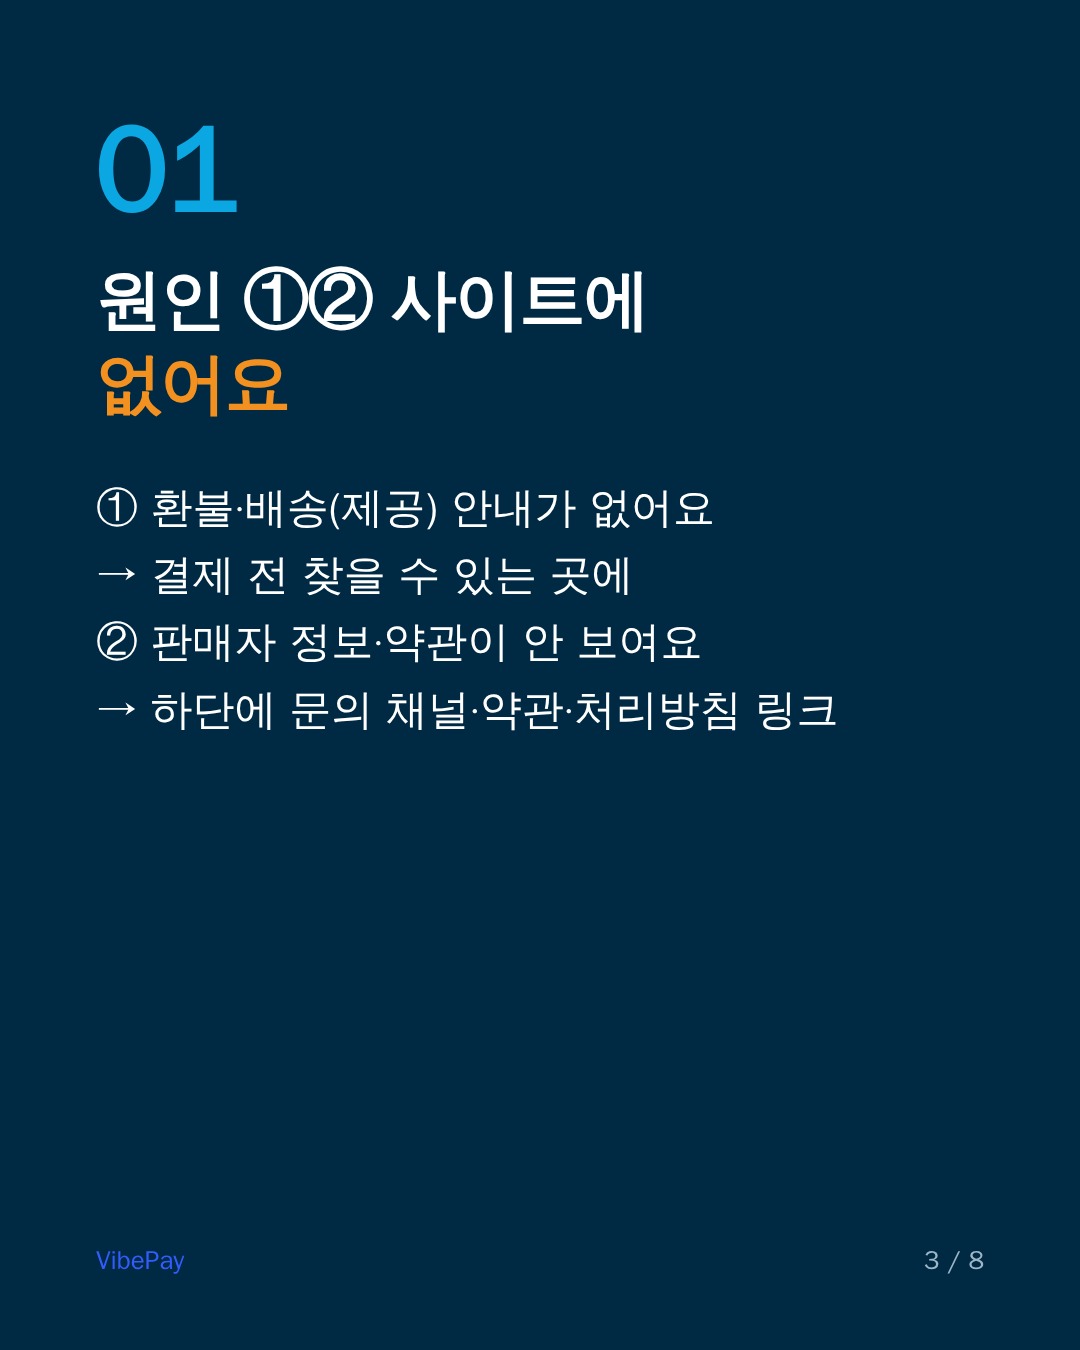 01
원인 ①② 사이트에
없어요
① 환불·배송(제공) 안내가 없어요
→ 결제 전 찾을 수 있는 곳에
② 판매자 정보·약관이 안 보여요
→ 하단에 문의 채널·약관·처리방침 링크
VibePay
3 / 8